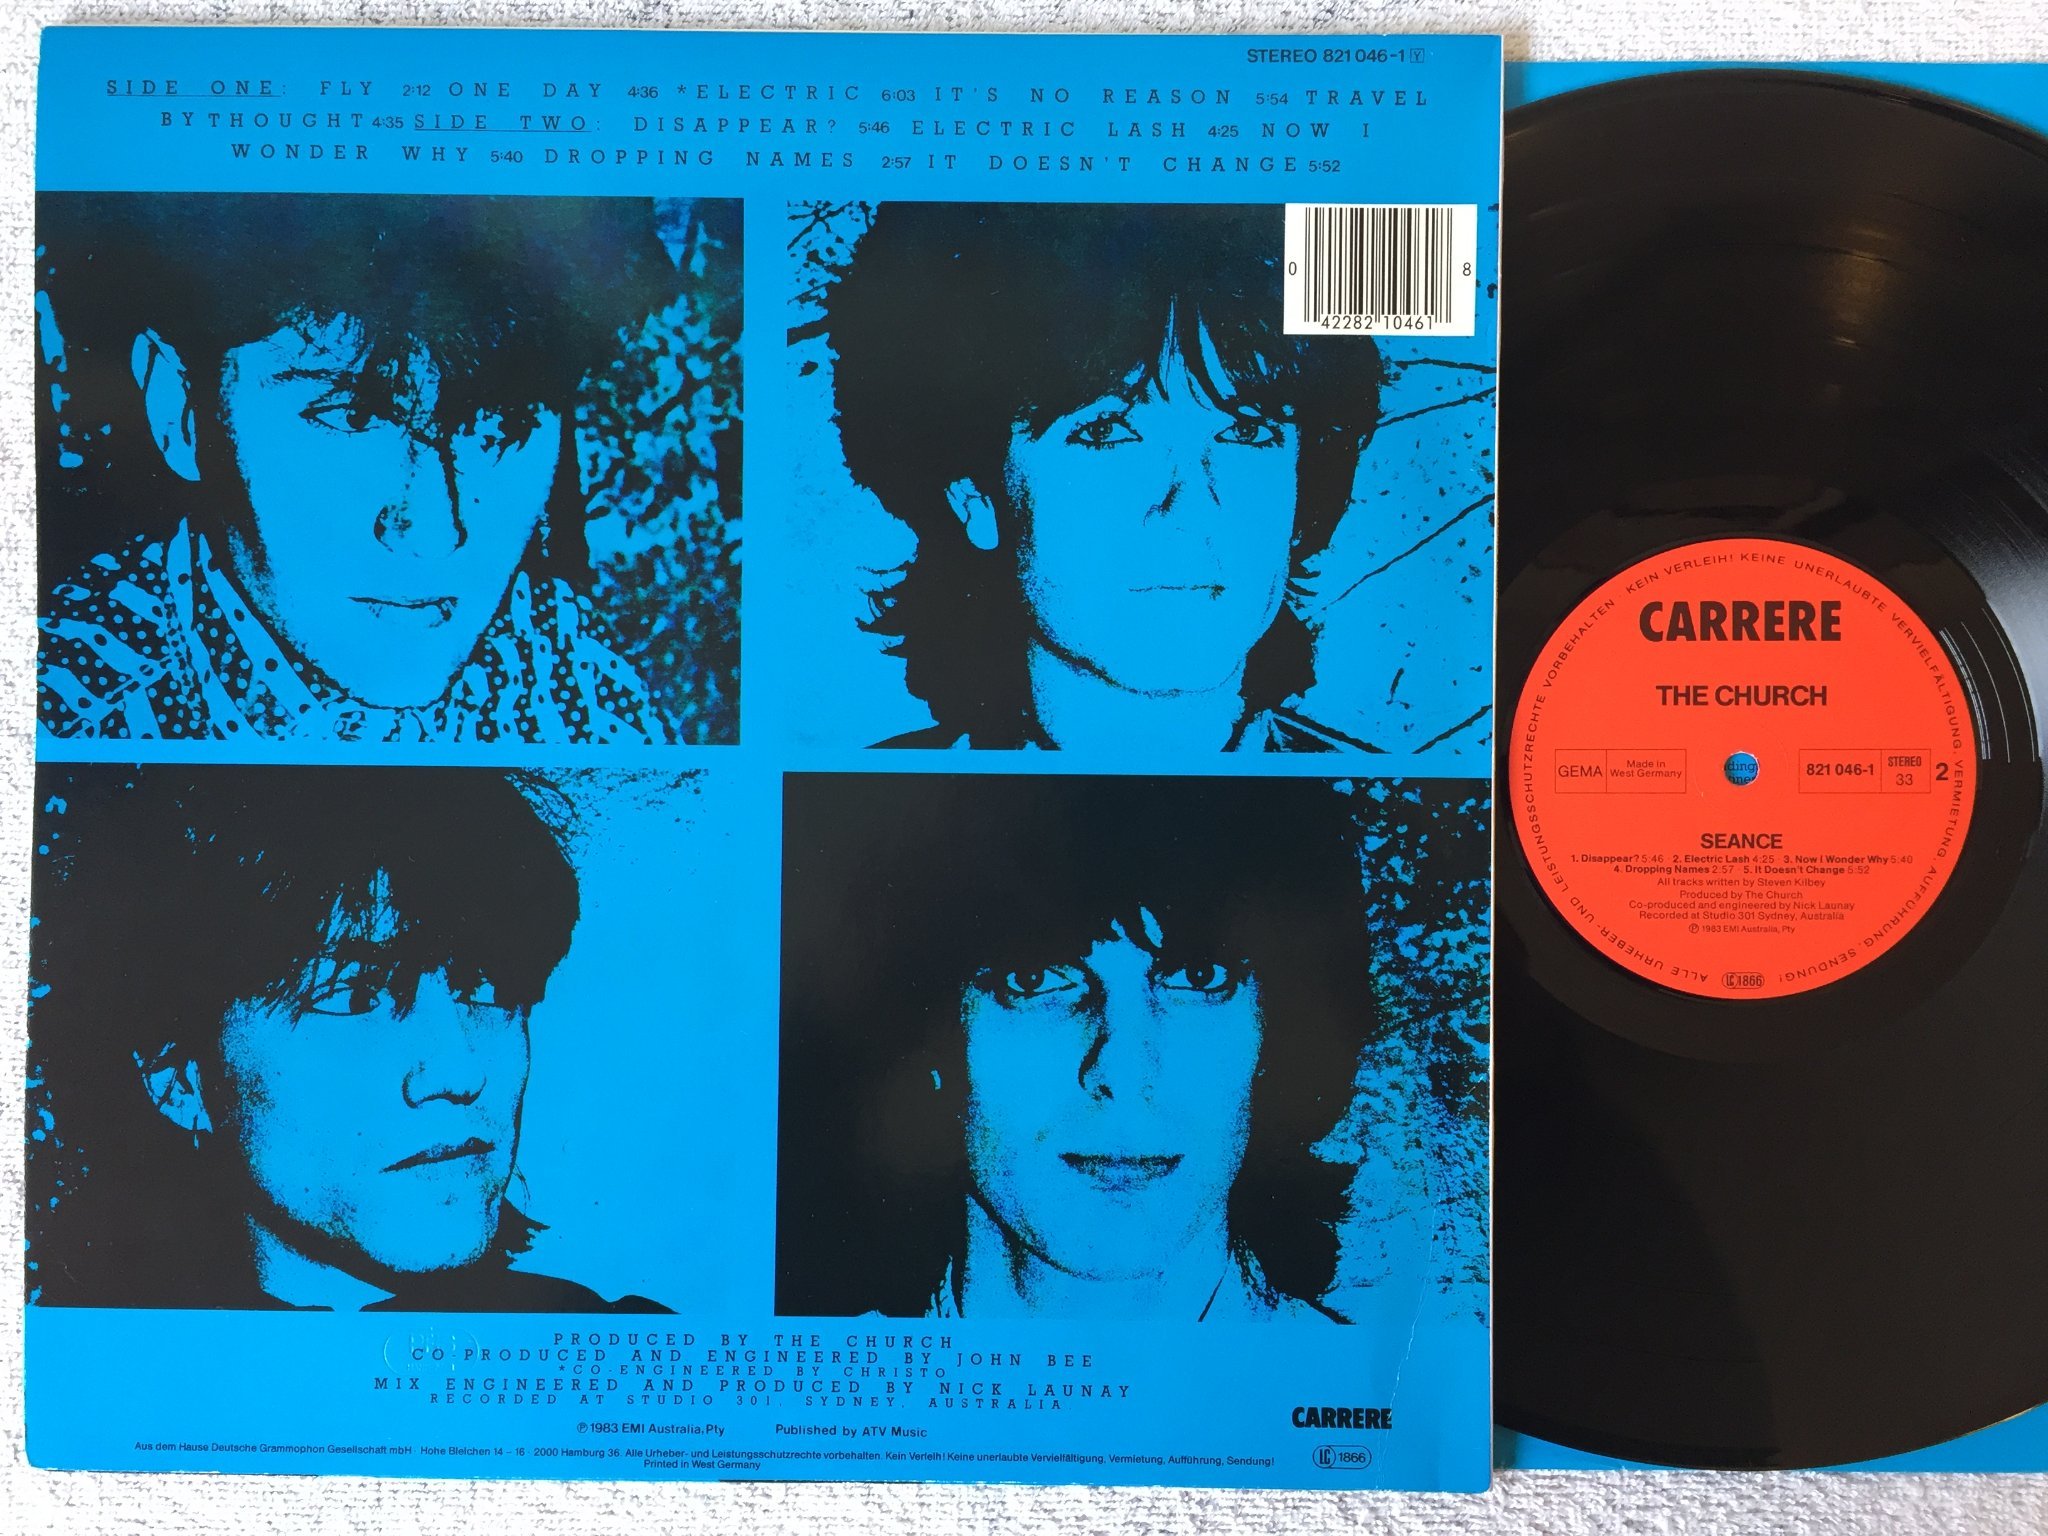 STEREO 821 046-1 Y
SIDE ONE: FLY 2:12 ONE DAY 4:36 *ELECTRIC 6:03 IT'S NO REASON 5:54 TRAVEL
BY THOUGHT 4:35 SIDE TWO: DISAPPEAR? 5:46 ELECTRIC LASH 4:25 NOW I
WONDER WHY 5:40 DROPPING NAMES 2:57 IT DOESN'T CHANGE 5:52
0 42282 10461 8
PRODUCED BY THE CHURCH
CO-PRODUCED AND ENGINEERED BY JOHN BEE
*CO-ENGINEERED BY CHRISTO
MIX ENGINEERED AND PRODUCED BY NICK LAUNAY
RECORDED AT STUDIO 301, SYDNEY, AUSTRALIA
℗ 1983 EMI Australia, Pty Published by ATV Music
CARRERE
Aus dem Hause Deutsche Grammophon Gesellschaft mbH · Hohe Bleichen 14 – 16 · 2000 Hamburg 36. Alle Urheber- und Leistungsschutzrechte vorbehalten. Kein Verleih! Keine unerlaubte Vervielfältigung, Vermietung, Aufführung, Sendung!
Printed in West Germany
LC 1866
ALLE URHEBER- UND LEISTUNGSSCHUTZRECHTE VORBEHALTEN · KEIN VERLEIH! KEINE UNERLAUBTE VERVIELFÄLTIGUNG, VERMIETUNG, AUFFÜHRUNG, SENDUNG!
CARRERE
THE CHURCH
GEMA
Made in
West Germany
821 046-1
STEREO
33
2
SEANCE
1. Disappear? 5:46 · 2. Electric Lash 4:25 · 3. Now I Wonder Why 5:40
4. Dropping Names 2:57 · 5. It Doesn't Change 5:52
All tracks written by Steven Kilbey
Produced by The Church
Co-produced and engineered by Nick Launay
Recorded at Studio 301 Sydney, Australia
℗ 1983 EMI Australia, Pty
LC 1866